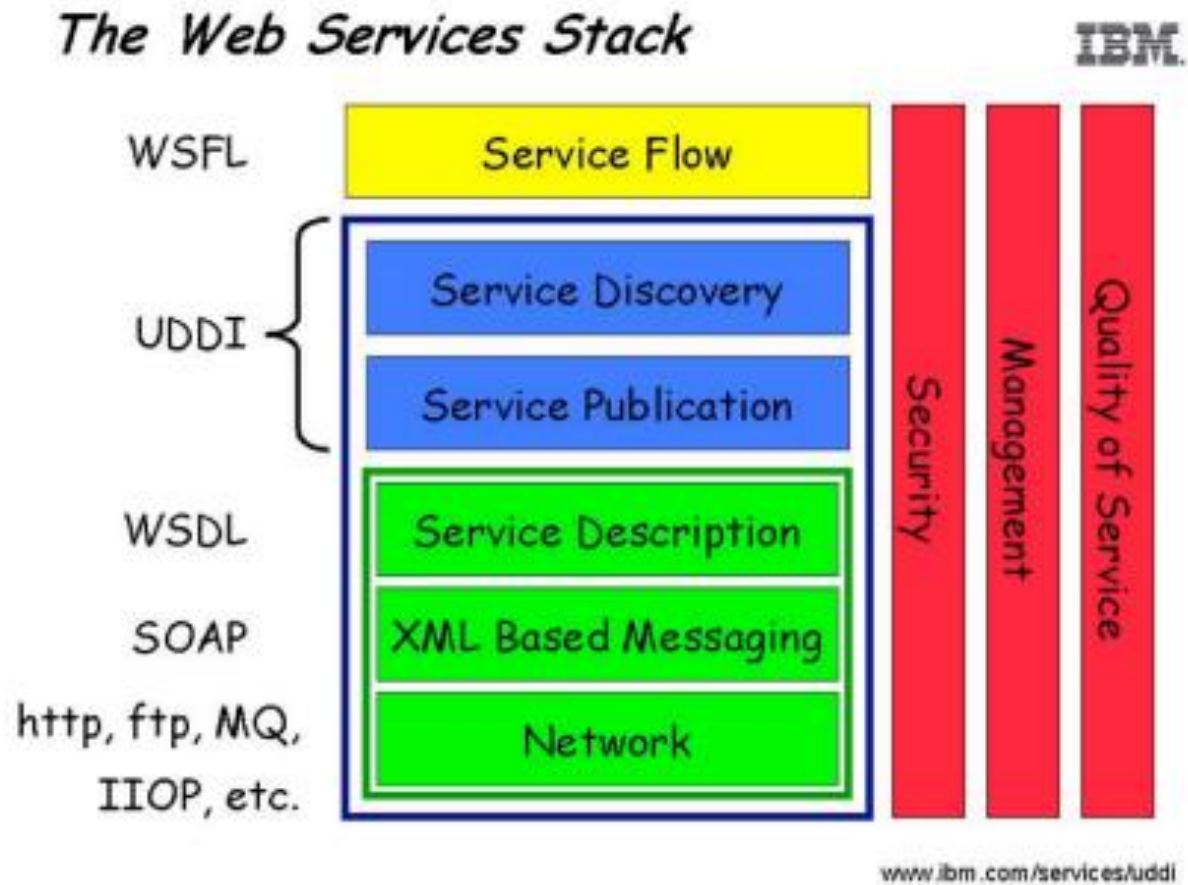 The Web Services Stack
IBM.
WSFL
Service Flow
UDDI
Service Discovery
Service Publication
WSDL
Service Description
SOAP
XML Based Messaging
http, ftp, MQ,
IIOP, etc.
Network
Security
Management
Quality of Service
www.ibm.com/services/uddi